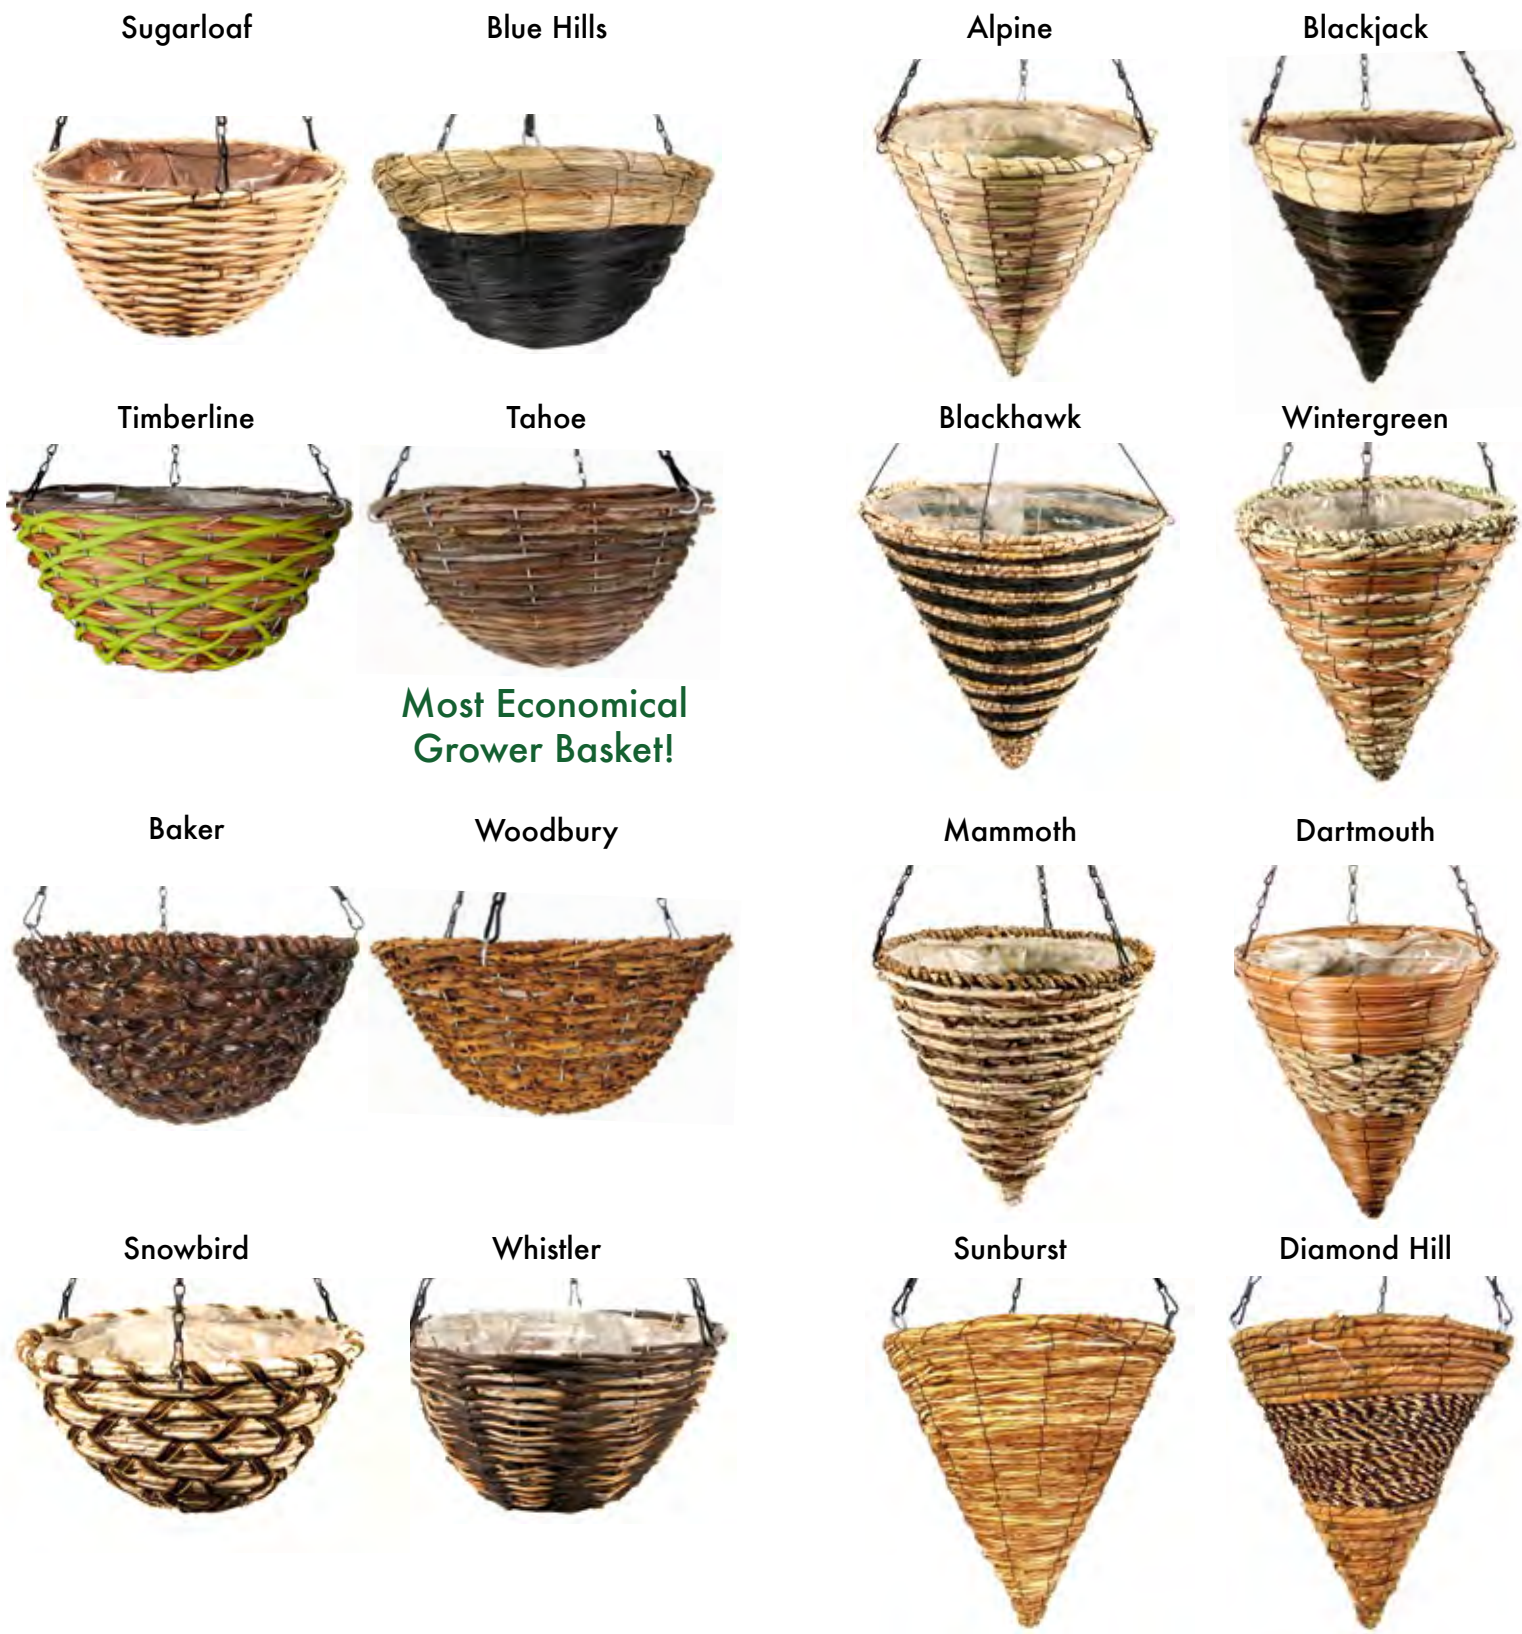 Sugarloaf
Blue Hills
Alpine
Blackjack
Timberline
Tahoe
Blackhawk
Wintergreen
Most Economical
Grower Basket!
Baker
Woodbury
Mammoth
Dartmouth
Snowbird
Whistler
Sunburst
Diamond Hill